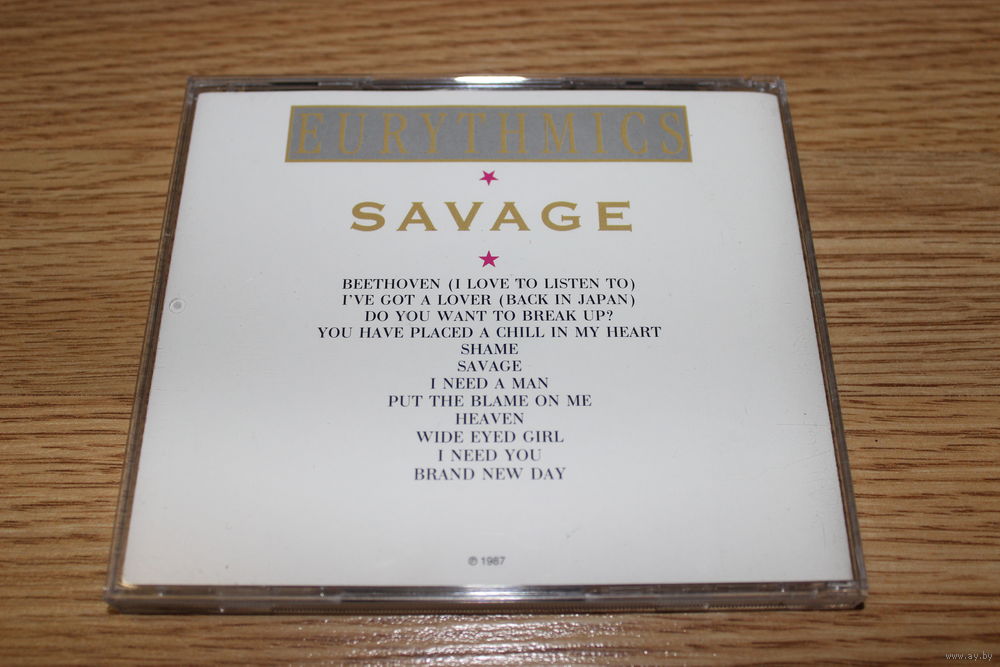 EURYTHMICS
SAVAGE
BEETHOVEN (I LOVE TO LISTEN TO)
I'VE GOT A LOVER (BACK IN JAPAN)
DO YOU WANT TO BREAK UP?
YOU HAVE PLACED A CHILL IN MY HEART
SHAME
SAVAGE
I NEED A MAN
PUT THE BLAME ON ME
HEAVEN
WIDE EYED GIRL
I NEED YOU
BRAND NEW DAY
℗ 1987
www.ay.by